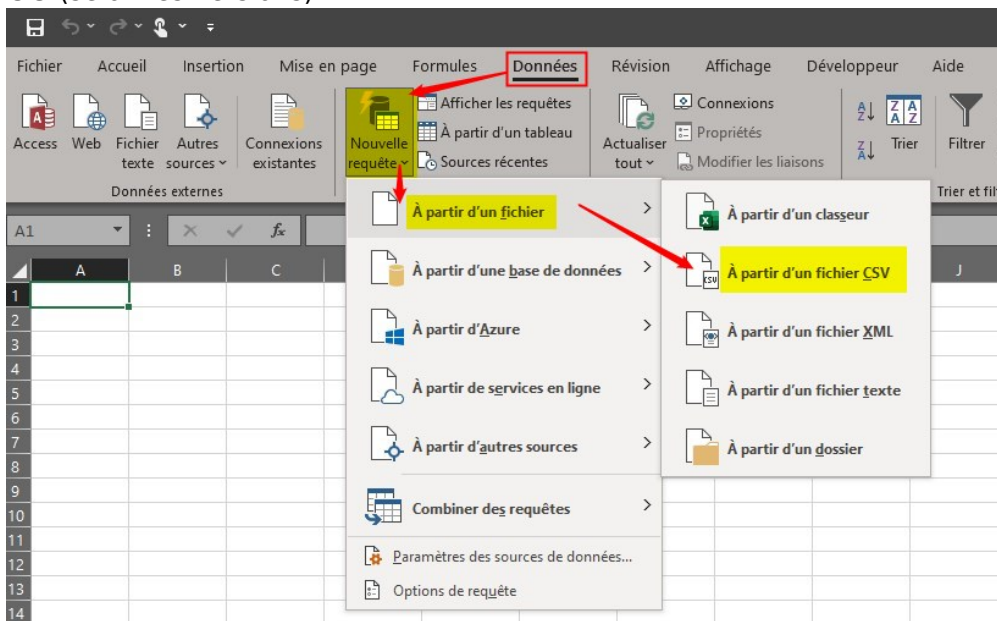 Fichier Accueil Insertion Mise en page Formules Données Révision Affichage Développeur Aide
Access Web Fichier texte Autres sources Connexions existantes
Données externes
Nouvelle requête
Afficher les requêtes
À partir d'un tableau
Sources récentes
Actualiser tout
Connexions
Propriétés
Modifier les liaisons
Trier Filtrer
Trier et fil
A1 fx
A B C J
1
2
3
4
5
6
7
8
9
10
11
12
13
14
À partir d'un fichier
À partir d'une base de données
À partir d'Azure
À partir de services en ligne
À partir d'autres sources
Combiner des requêtes
Paramètres des sources de données...
Options de requête
À partir d'un classeur
À partir d'un fichier CSV
À partir d'un fichier XML
À partir d'un fichier texte
À partir d'un dossier